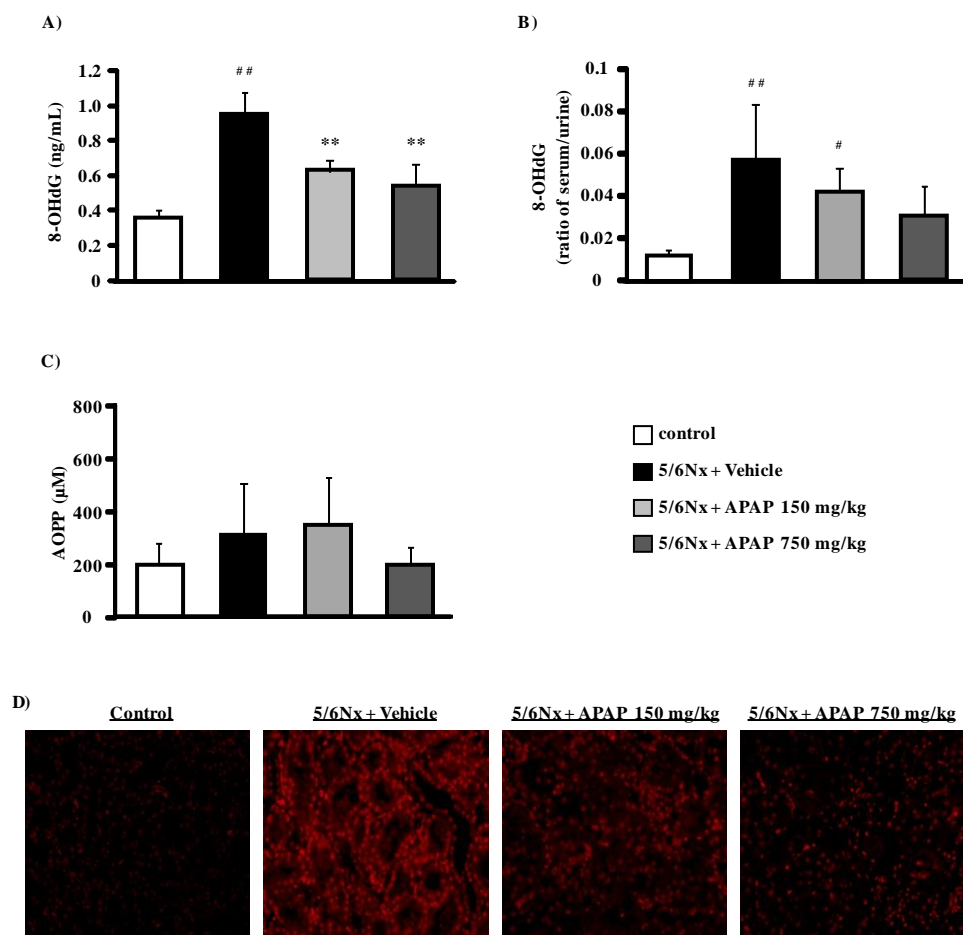 A)
8-OHdG (ng/mL)
1.2
1.0
0.8
0.6
0.4
0.2
0
##
**
**
B)
8-OHdG
(ratio of serum/urine)
0.1
0.08
0.06
0.04
0.02
0
##
#
C)
AOPP (μM)
800
600
400
200
0
control
5/6Nx + Vehicle
5/6Nx + APAP 150 mg/kg
5/6Nx + APAP 750 mg/kg
D)
Control
5/6Nx + Vehicle
5/6Nx + APAP 150 mg/kg
5/6Nx + APAP 750 mg/kg